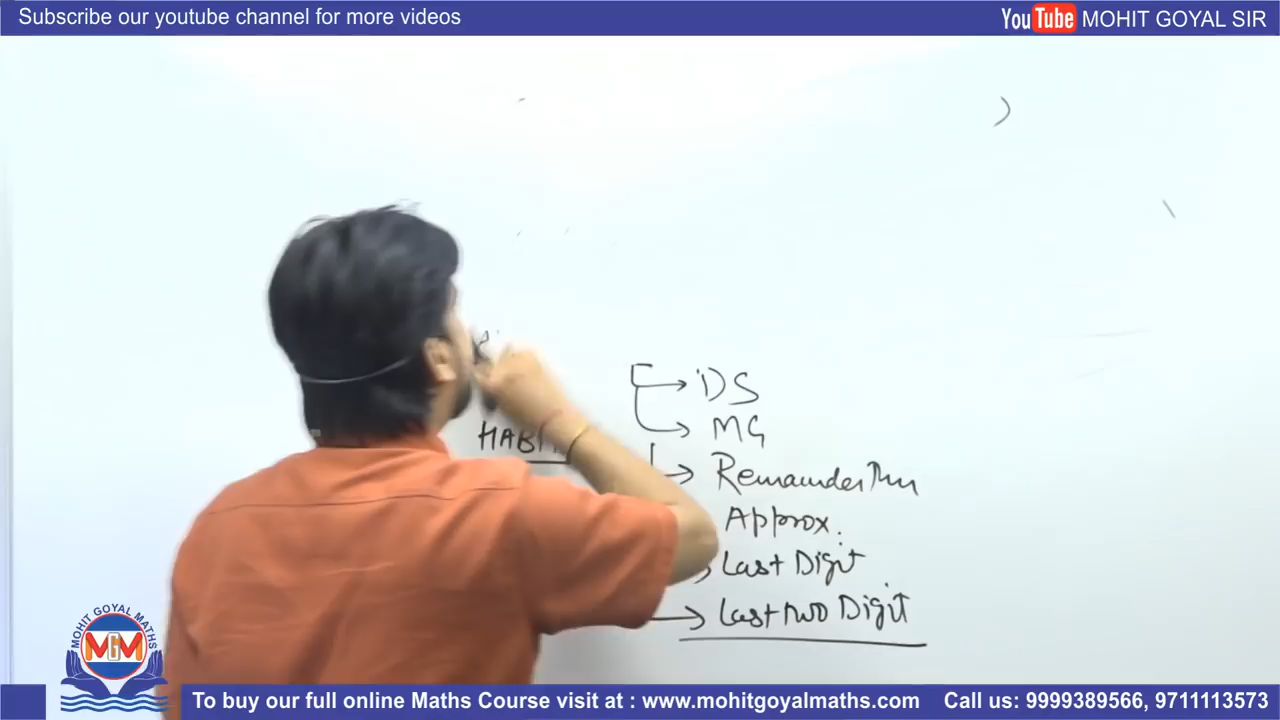 Subscribe our youtube channel for more videos
YouTube MOHIT GOYAL SIR
DS
MG
HABIT
Remainder Thm
Approx.
Last Digit
Last two Digit
MOHIT GOYAL MATHS
MGM
To buy our full online Maths Course visit at : www.mohitgoyalmaths.com Call us: 9999389566, 9711113573